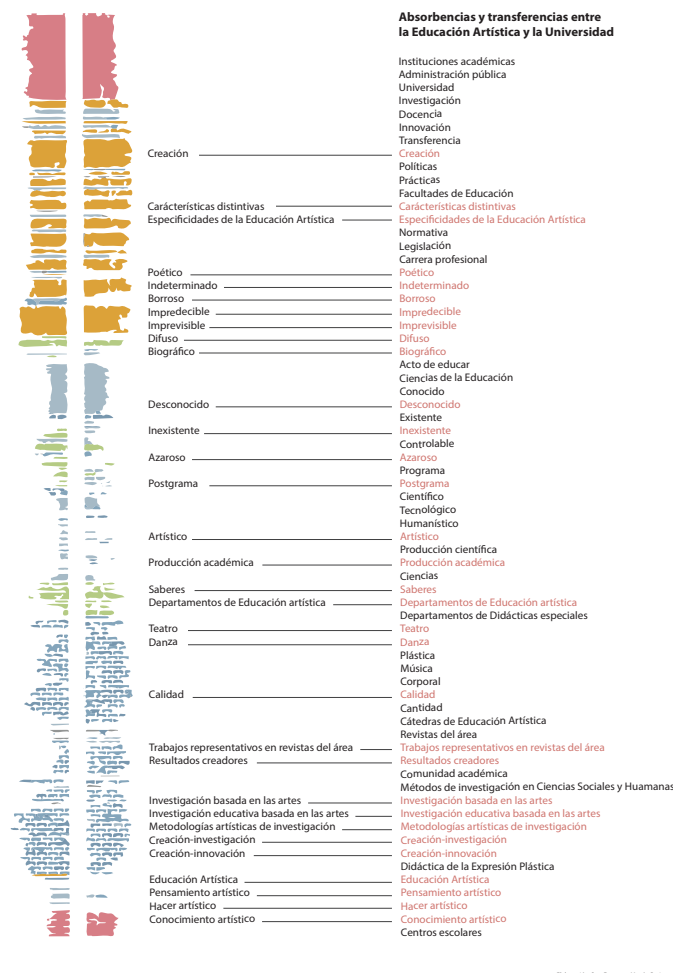 Absorbencias y transferencias entre
la Educación Artística y la Universidad
Instituciones académicas
Administración pública
Universidad
Investigación
Docencia
Innovación
Transferencia
Creación Creación
Políticas
Prácticas
Facultades de Educación
Carácterísticas distintivas Carácterísticas distintivas
Especificidades de la Educación Artística Especificidades de la Educación Artística
Normativa
Legislación
Carrera profesional
Poético Poético
Indeterminado Indeterminado
Borroso Borroso
Impredecible Impredecible
Imprevisible Imprevisible
Difuso Difuso
Biográfico Biográfico
Acto de educar
Ciencias de la Educación
Conocido
Desconocido Desconocido
Existente
Inexistente Inexistente
Controlable
Azaroso Azaroso
Programa
Postgrama Postgrama
Científico
Tecnológico
Humanístico
Artístico Artístico
Producción científica
Producción académica Producción académica
Ciencias
Saberes Saberes
Departamentos de Educación artística Departamentos de Educación artística
Departamentos de Didácticas especiales
Teatro Teatro
Danza Danza
Plástica
Música
Corporal
Calidad Calidad
Cantidad
Cátedras de Educación Artística
Revistas del área
Trabajos representativos en revistas del área Trabajos representativos en revistas del área
Resultados creadores Resultados creadores
Comunidad académica
Métodos de investigación en Ciencias Sociales y Huamanas
Investigación basada en las artes Investigación basada en las artes
Investigación educativa basada en las artes Investigación educativa basada en las artes
Metodologías artísticas de investigación Metodologías artísticas de investigación
Creación-investigación Creación-investigación
Creación-innovación Creación-innovación
Didáctica de la Expresión Plástica
Educación Artística Educación Artística
Pensamiento artístico Pensamiento artístico
Hacer artístico Hacer artístico
Conocimiento artístico Conocimiento artístico
Centros escolares